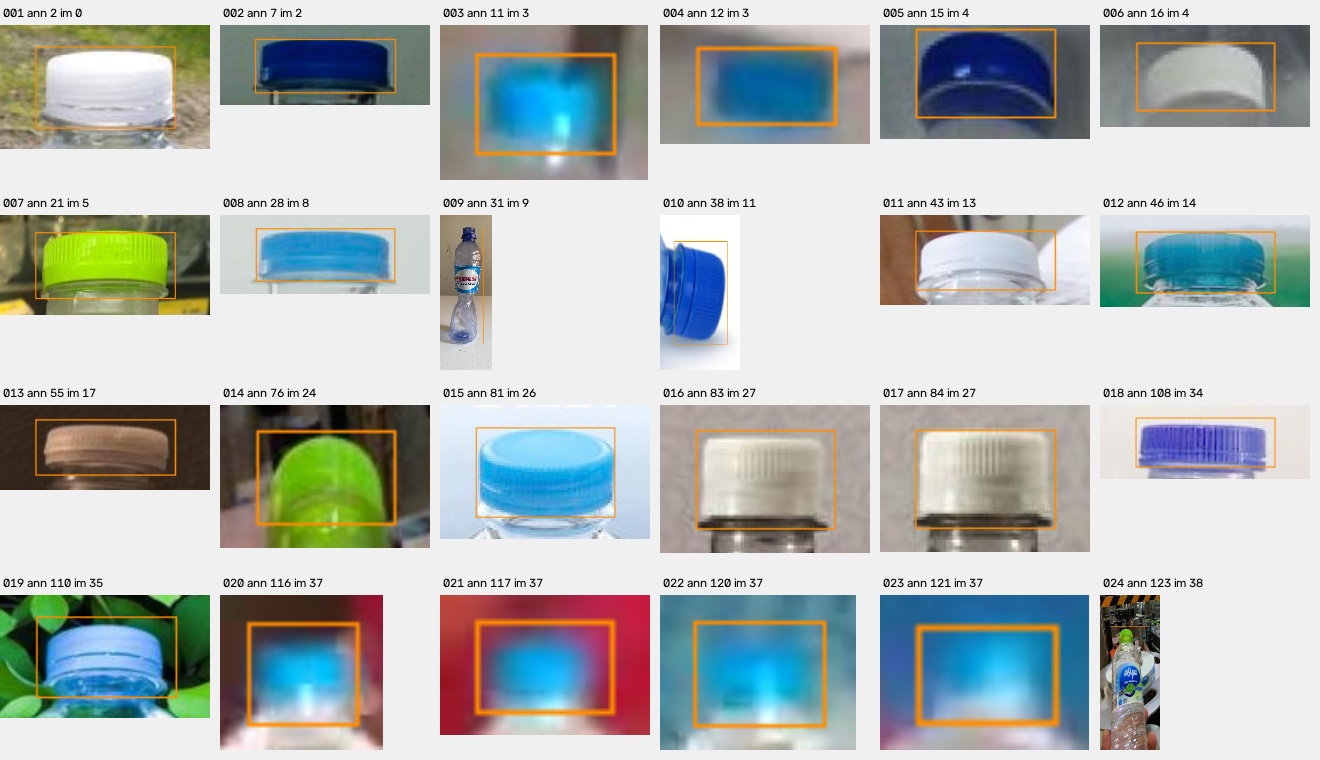 001 ann 2 im 0
002 ann 7 im 2
003 ann 11 im 3
004 ann 12 im 3
005 ann 15 im 4
006 ann 16 im 4
007 ann 21 im 5
008 ann 28 im 8
009 ann 31 im 9
010 ann 38 im 11
011 ann 43 im 13
012 ann 46 im 14
013 ann 55 im 17
014 ann 76 im 24
015 ann 81 im 26
016 ann 83 im 27
017 ann 84 im 27
018 ann 108 im 34
019 ann 110 im 35
020 ann 116 im 37
021 ann 117 im 37
022 ann 120 im 37
023 ann 121 im 37
024 ann 123 im 38